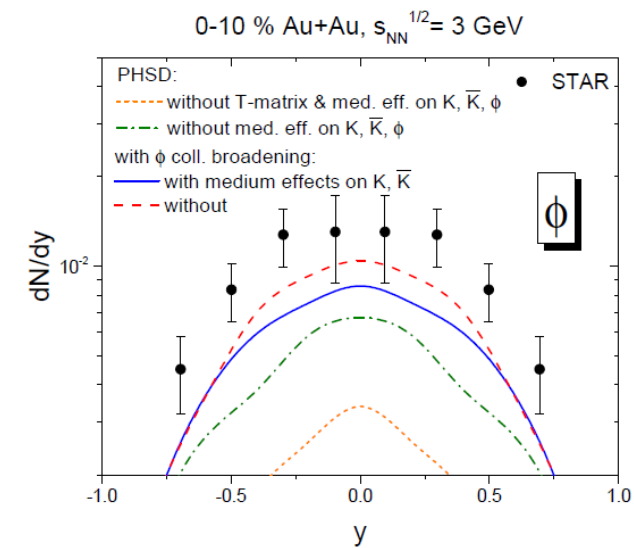 0-10 % Au+Au, s_NN^1/2= 3 GeV
PHSD:
STAR
without T-matrix & med. eff. on K, K̅, ϕ
without med. eff. on K, K̅, ϕ
with ϕ coll. broadening:
with medium effects on K, K̅
without
ϕ
dN/dy
10^-2
-1.0 -0.5 0.0 0.5 1.0
y